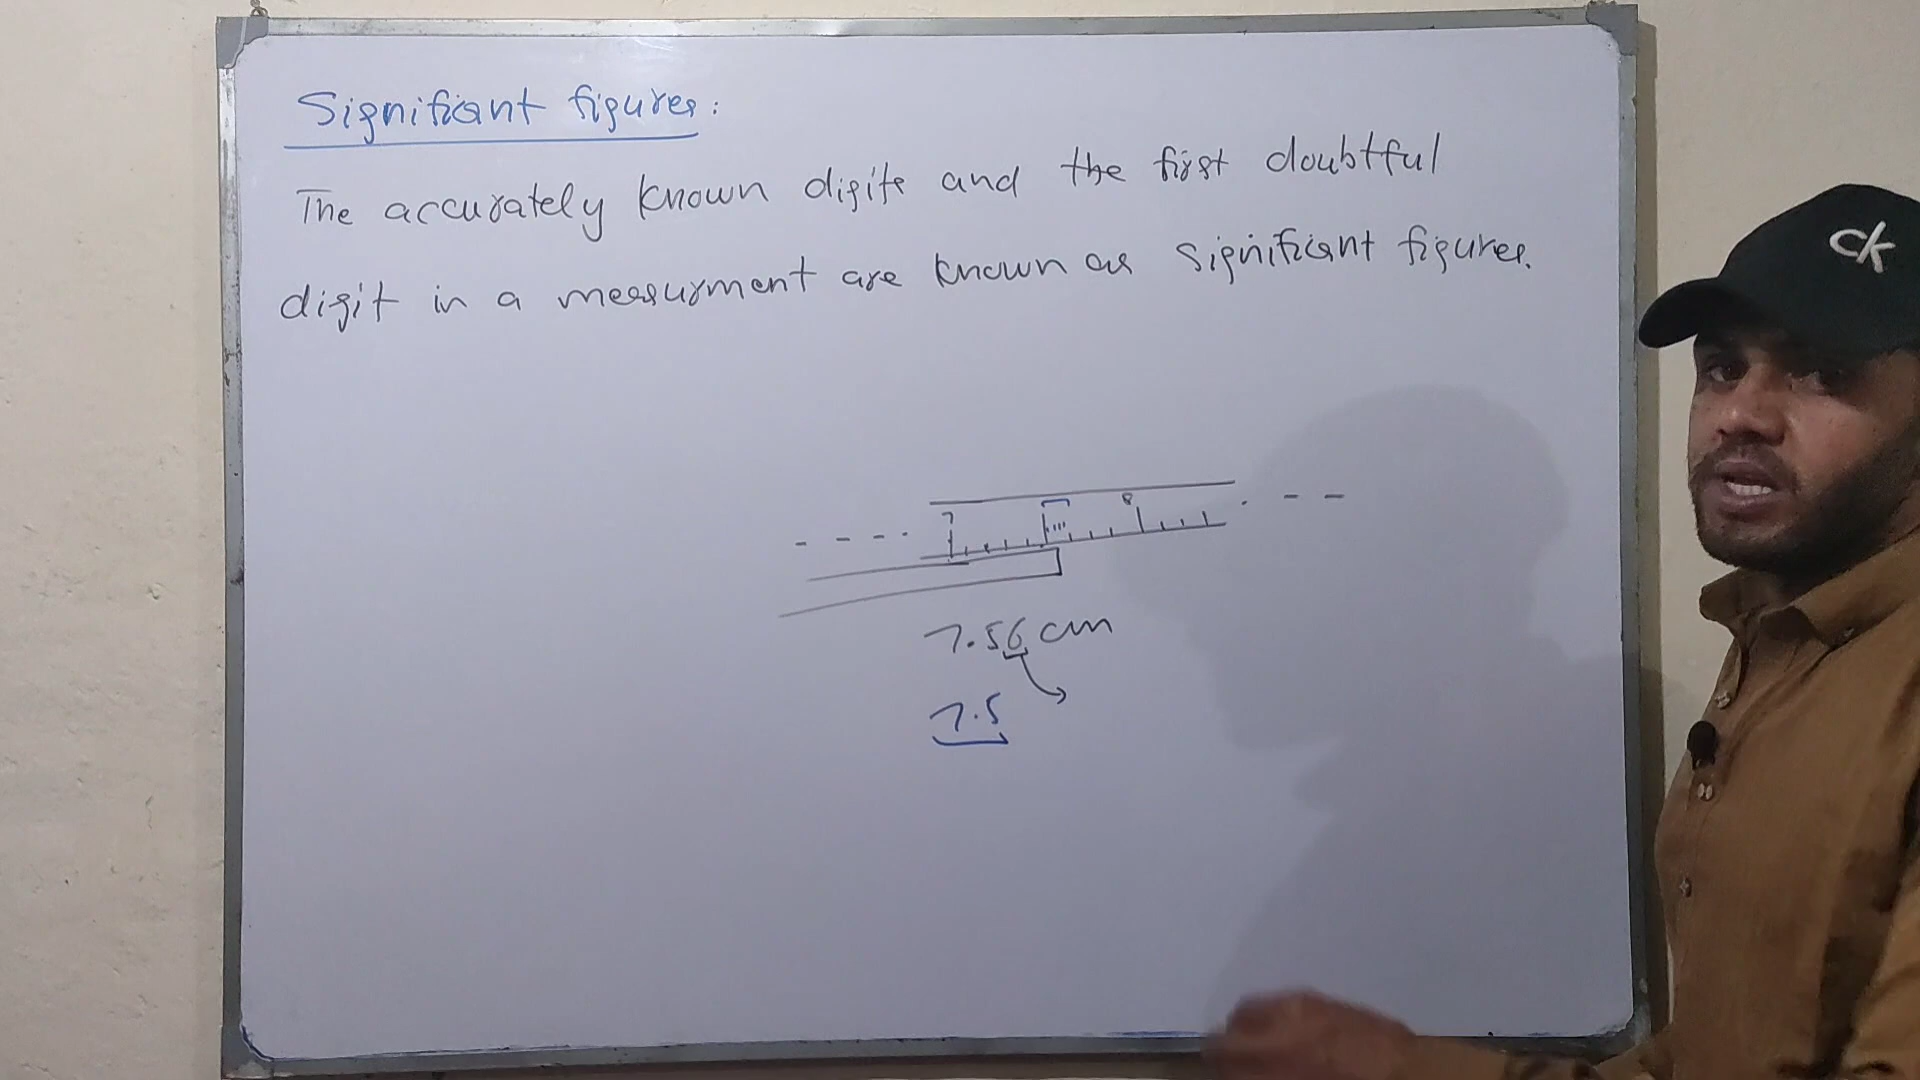 Significant figures:
The accurately known digits and the first doubtful
digit in a measurment are known as significant figures.
7 8
7.56 cm
7.5
ck